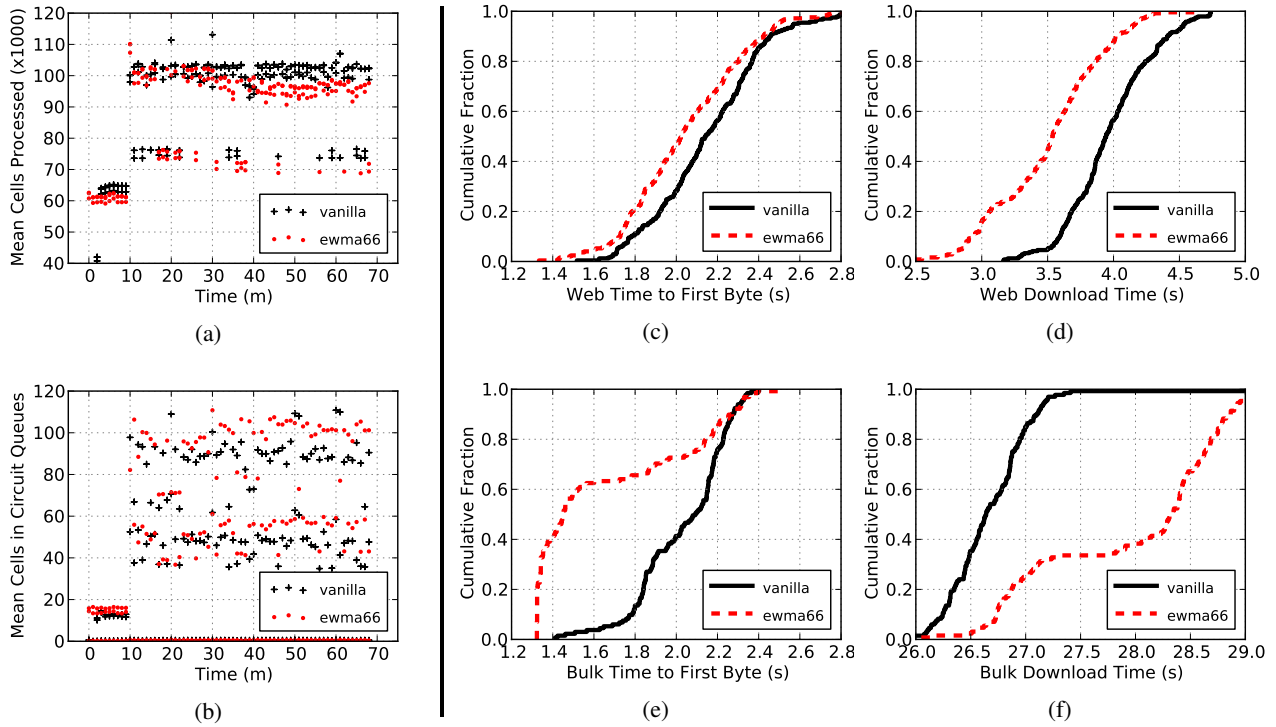 120
110
100
90
80
70
60
50
40
Mean Cells Processed (x1000)
vanilla
ewma66
0 10 20 30 40 50 60 70
Time (m)
(a)
120
100
80
60
40
20
0
Mean Cells in Circuit Queues
vanilla
ewma66
0 10 20 30 40 50 60 70
Time (m)
(b)
1.0
0.8
0.6
0.4
0.2
0.0
Cumulative Fraction
vanilla
ewma66
1.2 1.4 1.6 1.8 2.0 2.2 2.4 2.6 2.8
Web Time to First Byte (s)
(c)
1.0
0.8
0.6
0.4
0.2
0.0
Cumulative Fraction
vanilla
ewma66
2.5 3.0 3.5 4.0 4.5 5.0
Web Download Time (s)
(d)
1.0
0.8
0.6
0.4
0.2
0.0
Cumulative Fraction
vanilla
ewma66
1.2 1.4 1.6 1.8 2.0 2.2 2.4 2.6 2.8
Bulk Time to First Byte (s)
(e)
1.0
0.8
0.6
0.4
0.2
0.0
Cumulative Fraction
vanilla
ewma66
26.0 26.5 27.0 27.5 28.0 28.5 29.0
Bulk Download Time (s)
(f)